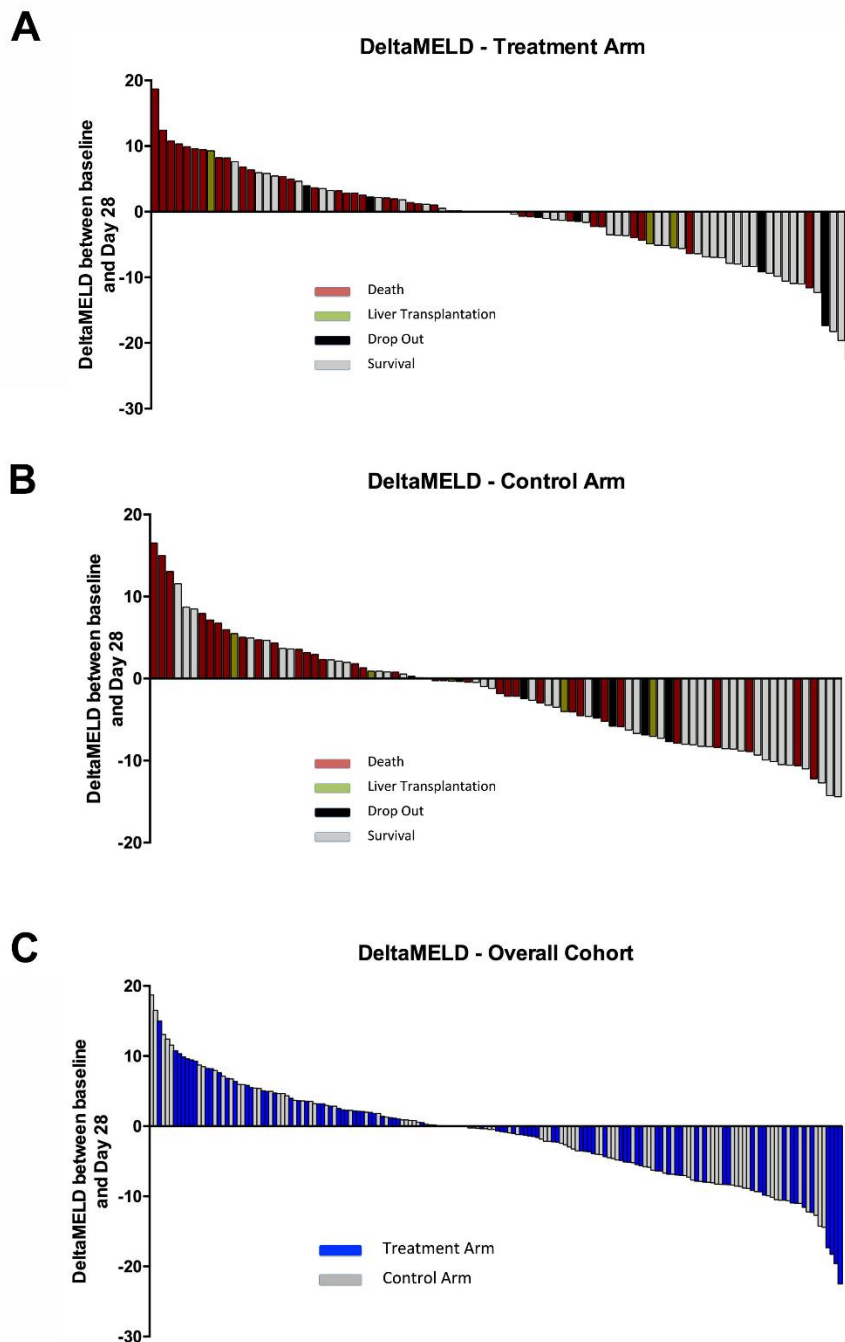 A
DeltaMELD - Treatment Arm
DeltaMELD between baseline
and Day 28
20
10
0
-10
-20
-30
Death
Liver Transplantation
Drop Out
Survival
B
DeltaMELD - Control Arm
DeltaMELD between baseline
and Day 28
20
10
0
-10
-20
Death
Liver Transplantation
Drop Out
Survival
C
DeltaMELD - Overall Cohort
DeltaMELD between baseline
and Day 28
20
10
0
-10
-20
-30
Treatment Arm
Control Arm